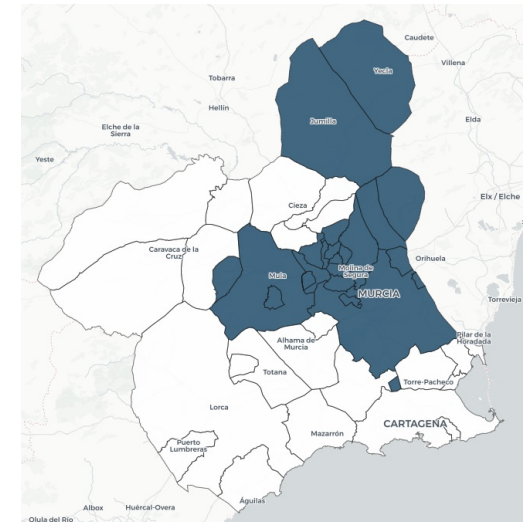 Caudete
Yecla
Villena
Tobarra
Hellín
Jumilla
Elda
Elche de la
Sierra
Yeste
Elx / Elche
Cieza
Caravaca de la
Cruz
Orihuela
Mula
Molina de
Segura
MURCIA
Torrevieja
Pilar de la
Horadada
Alhama de
Murcia
Totana
Torre-Pacheco
Lorca
CARTAGENA
Mazarrón
Puerto
Lumbreras
Águilas
Albox
Huércal-Overa
Olula del Río